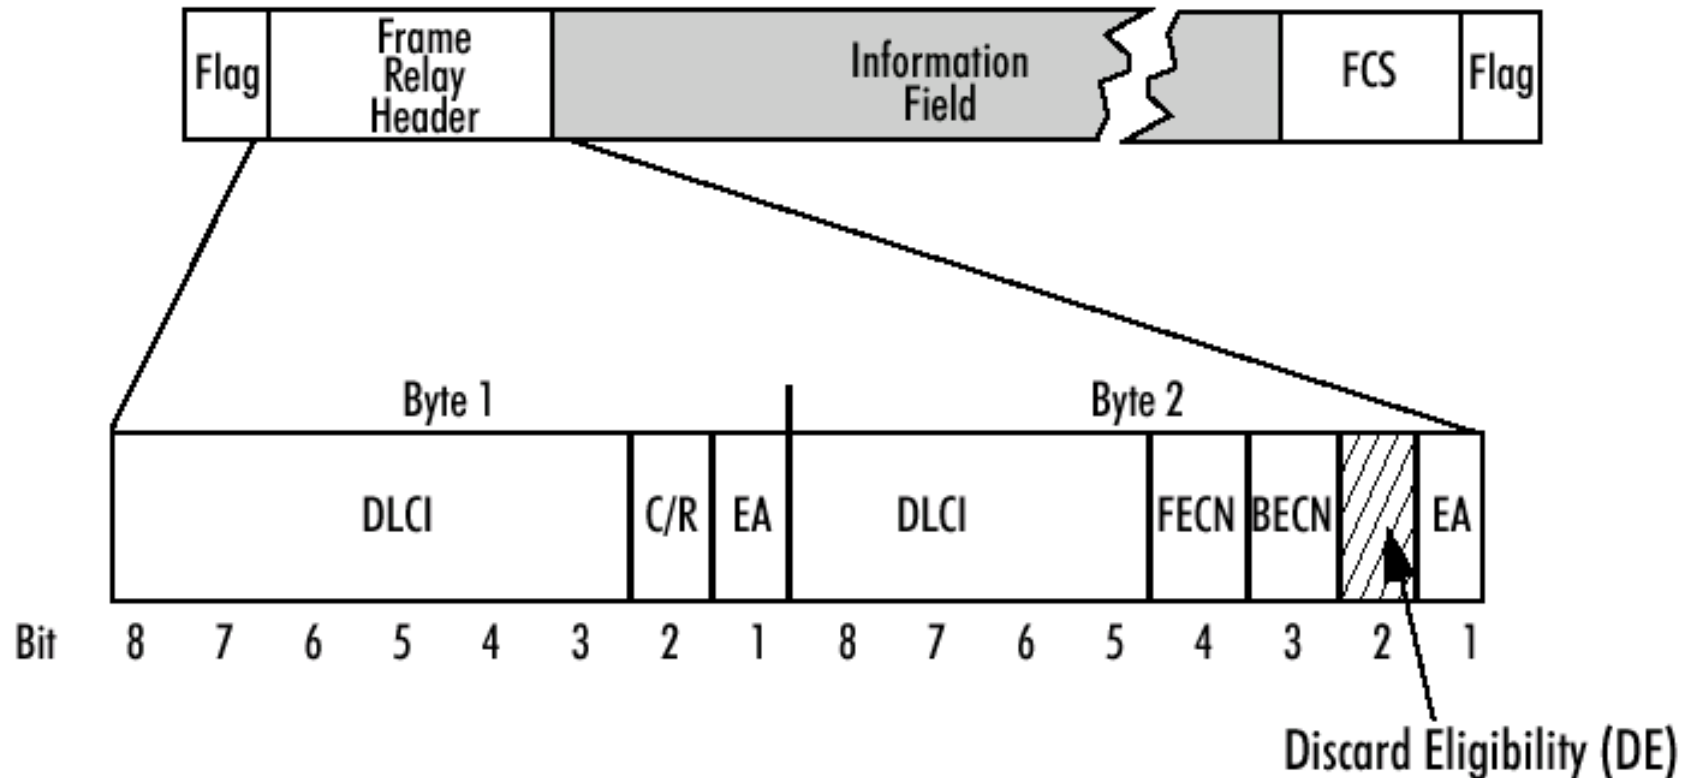 Flag
Frame
Relay
Header
Information
Field
FCS
Flag
Byte 1
Byte 2
DLCI
C/R
EA
DLCI
FECN
BECN
EA
Bit 8 7 6 5 4 3 2 1 8 7 6 5 4 3 2 1
Discard Eligibility (DE)